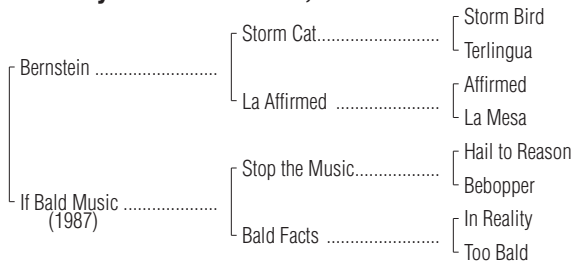 Storm Bird
Storm Cat
Terlingua
Bernstein
Affirmed
La Affirmed
La Mesa
Hail to Reason
Stop the Music
Bebopper
If Bald Music
(1987)
In Reality
Bald Facts
Too Bald